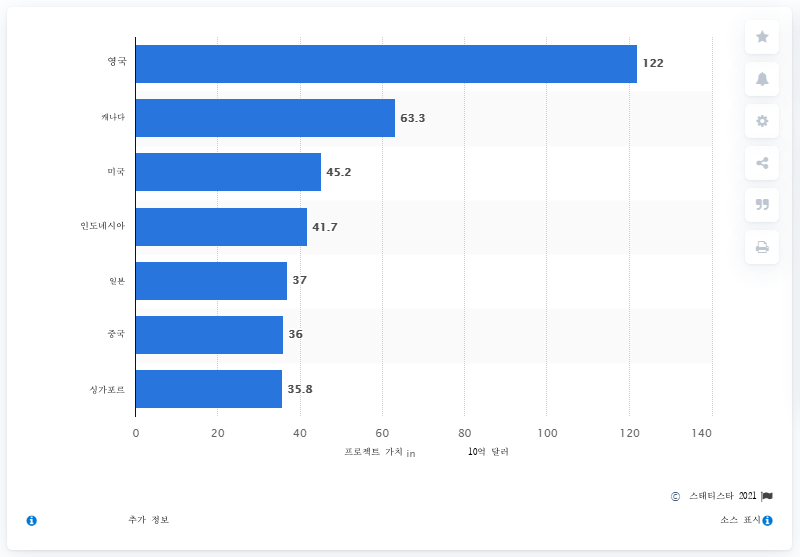 영국 122
캐나다 63.3
미국 45.2
인도네시아 41.7
일본 37
중국 36
싱가포르 35.8
0 20 40 60 80 100 120 140
프로젝트 가치 in 10억 달러
© 스태티스타 2021
추가 정보 소스 표시